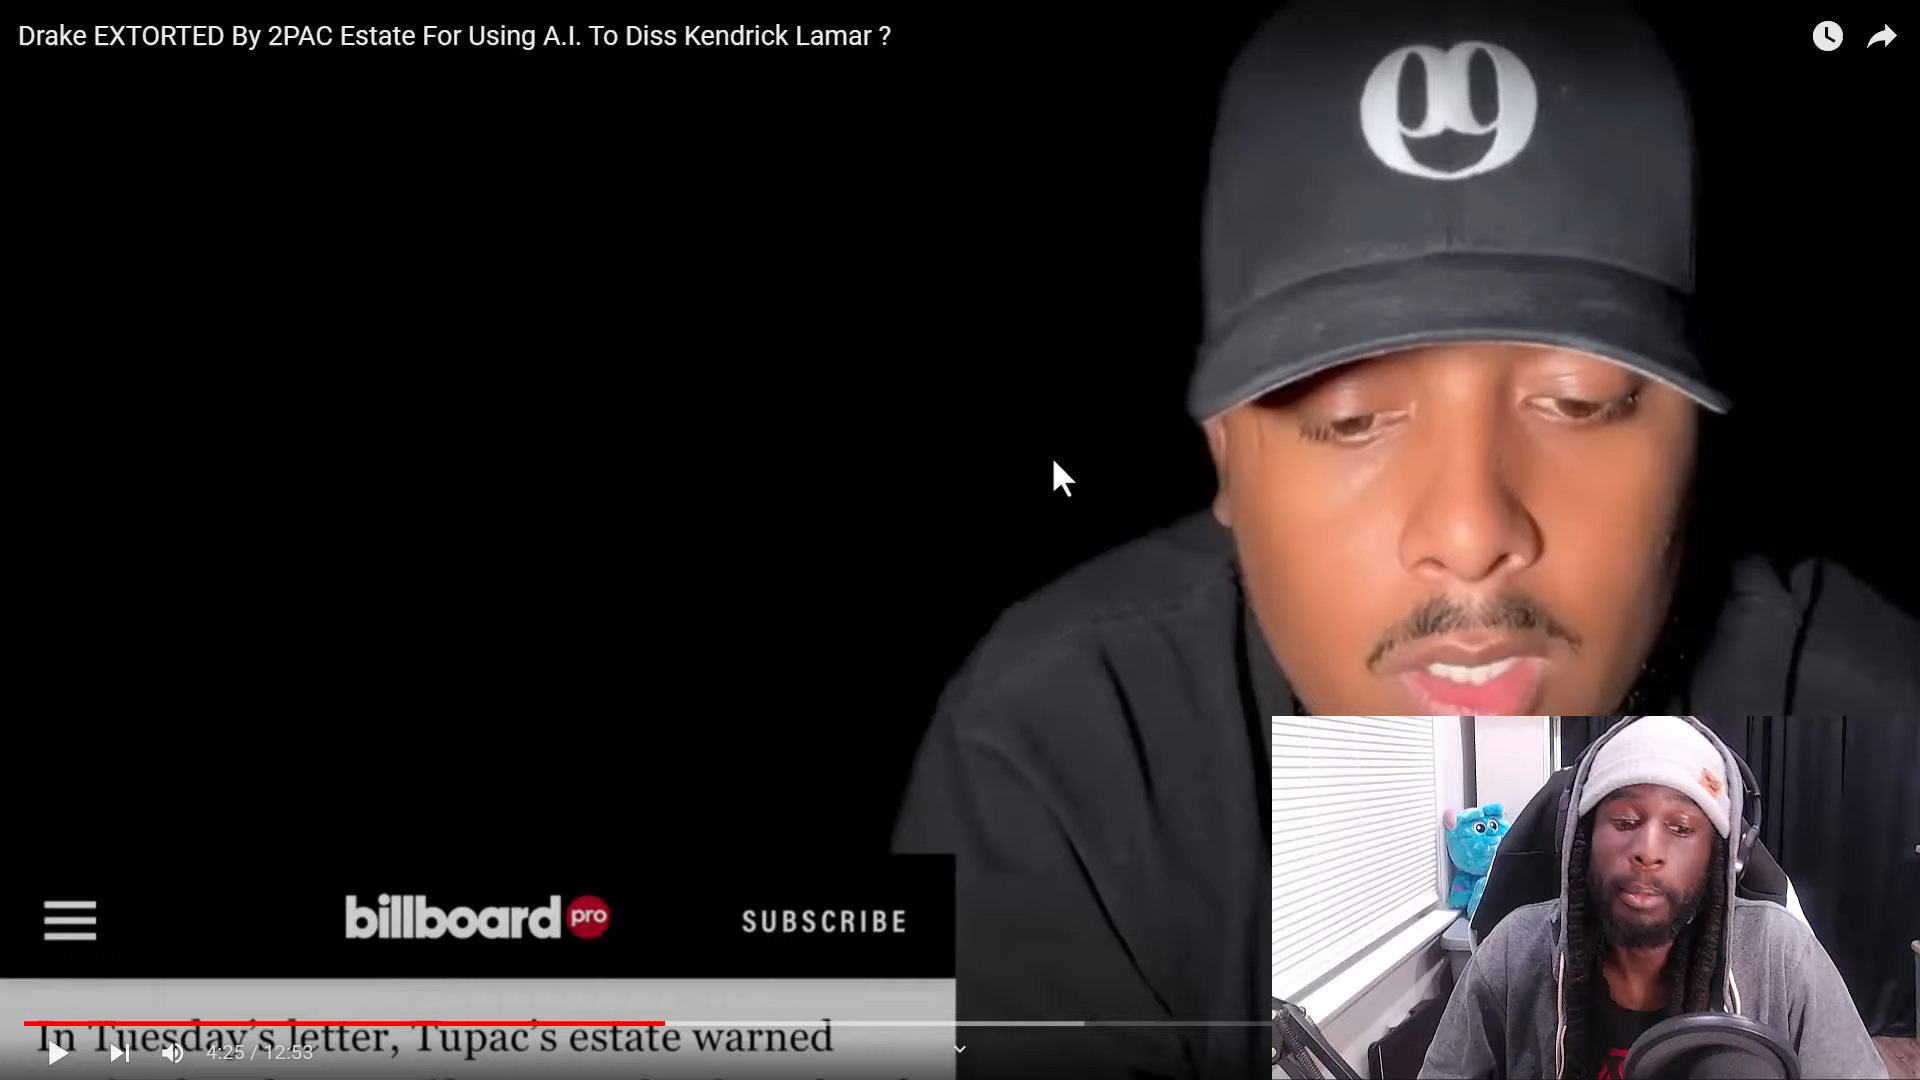 Drake EXTORTED By 2PAC Estate For Using A.I. To Diss Kendrick Lamar ?
billboard pro
SUBSCRIBE
In Tuesday's letter, Tupac's estate warned
4:25 / 12:53